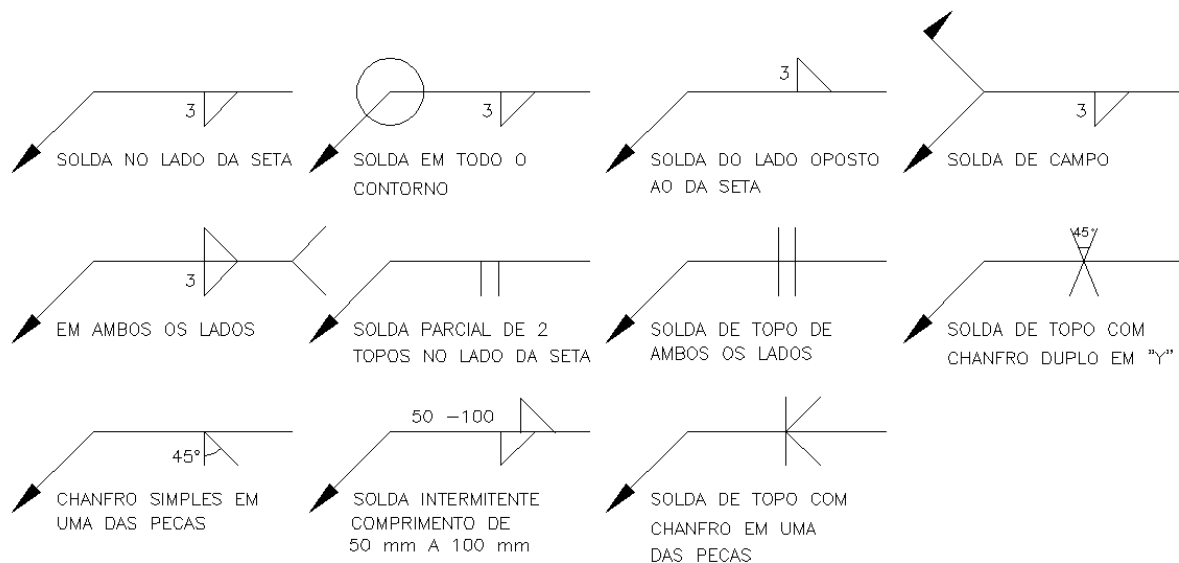 3
SOLDA NO LADO DA SETA
3
SOLDA EM TODO O
CONTORNO
3
SOLDA DO LADO OPOSTO
AO DA SETA
3
SOLDA DE CAMPO
3
EM AMBOS OS LADOS
SOLDA PARCIAL DE 2
TOPOS NO LADO DA SETA
SOLDA DE TOPO DE
AMBOS OS LADOS
45°
SOLDA DE TOPO COM
CHANFRO DUPLO EM "Y"
45°
CHANFRO SIMPLES EM
UMA DAS PECAS
50 -100
SOLDA INTERMITENTE
COMPRIMENTO DE
50 mm A 100 mm
SOLDA DE TOPO COM
CHANFRO EM UMA
DAS PECAS